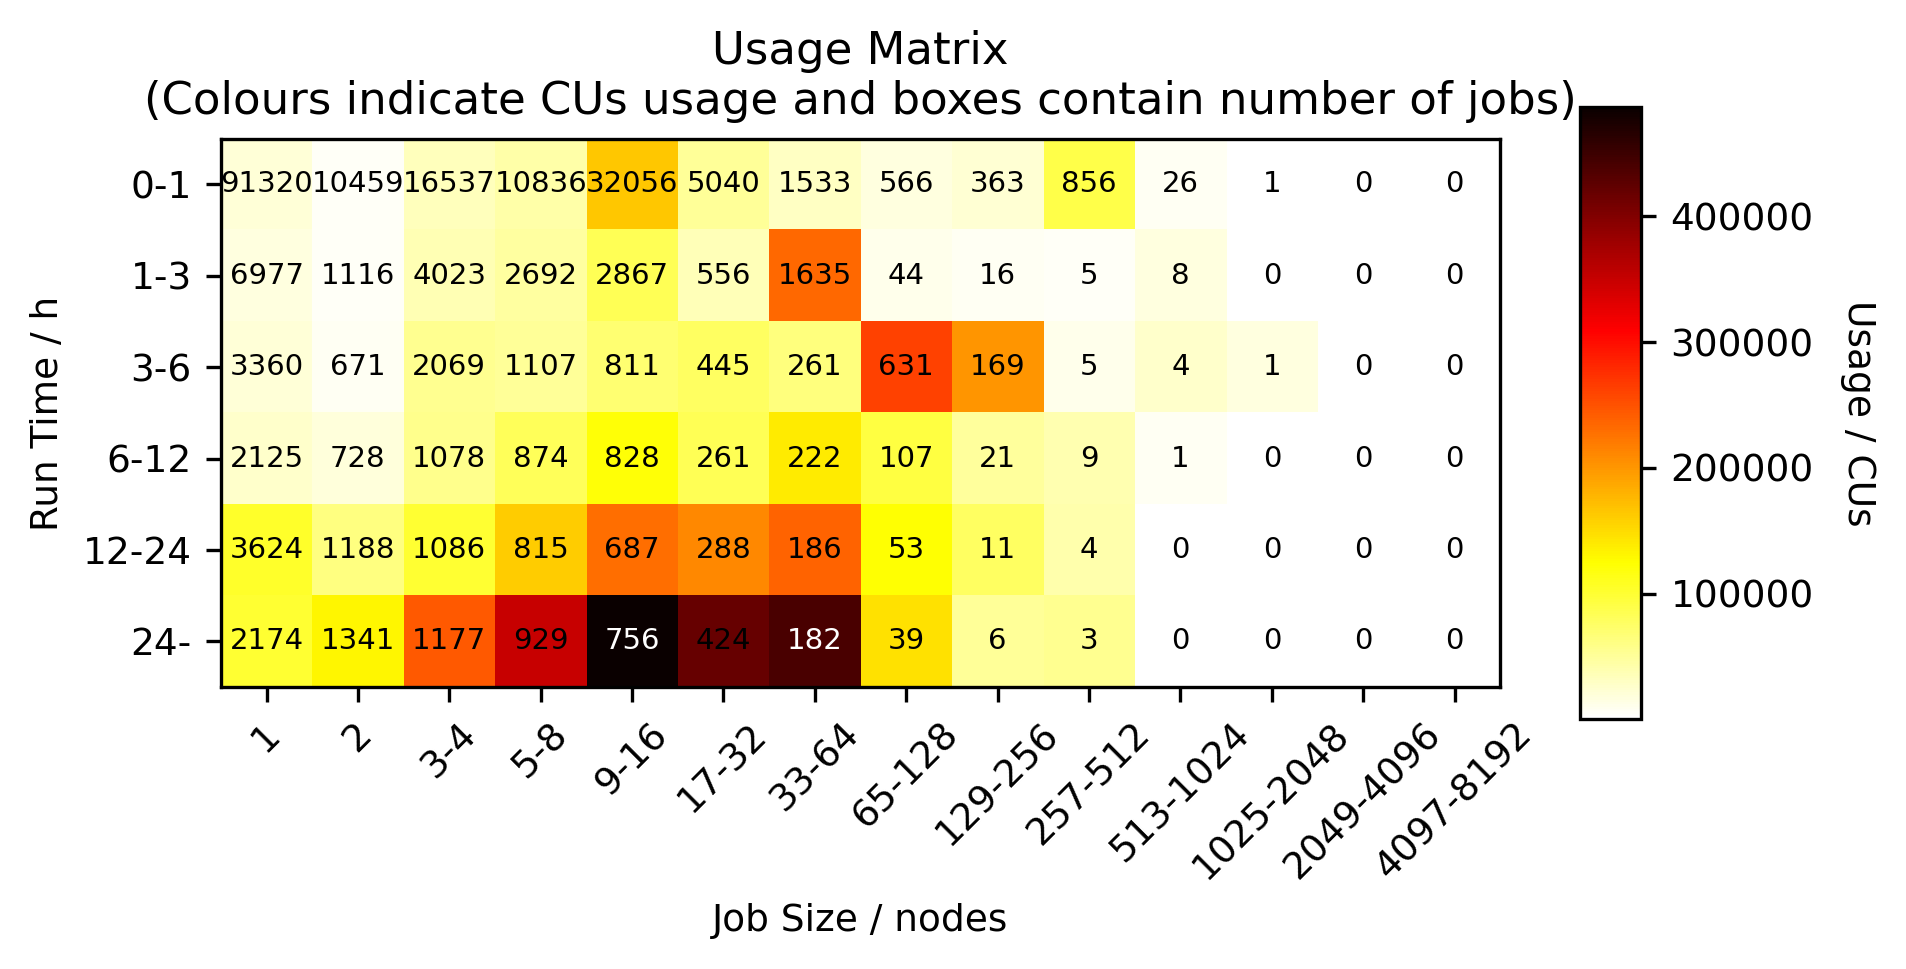 Usage Matrix
(Colours indicate CUs usage and boxes contain number of jobs)
0-1 91320 10459 16537 10836 32056 5040 1533 566 363 856 26 1 0 0
1-3 6977 1116 4023 2692 2867 556 1635 44 16 5 8 0 0 0
3-6 3360 671 2069 1107 811 445 261 631 169 5 4 1 0 0
6-12 2125 728 1078 874 828 261 222 107 21 9 1 0 0 0
12-24 3624 1188 1086 815 687 288 186 53 11 4 0 0 0 0
24- 2174 1341 1177 929 756 424 182 39 6 3 0 0 0 0
1 2 3-4 5-8 9-16 17-32 33-64 65-128 129-256 257-512 513-1024 1025-2048 2049-4096 4097-8192
Run Time / h
Job Size / nodes
400000
300000
200000
100000
Usage / CUs